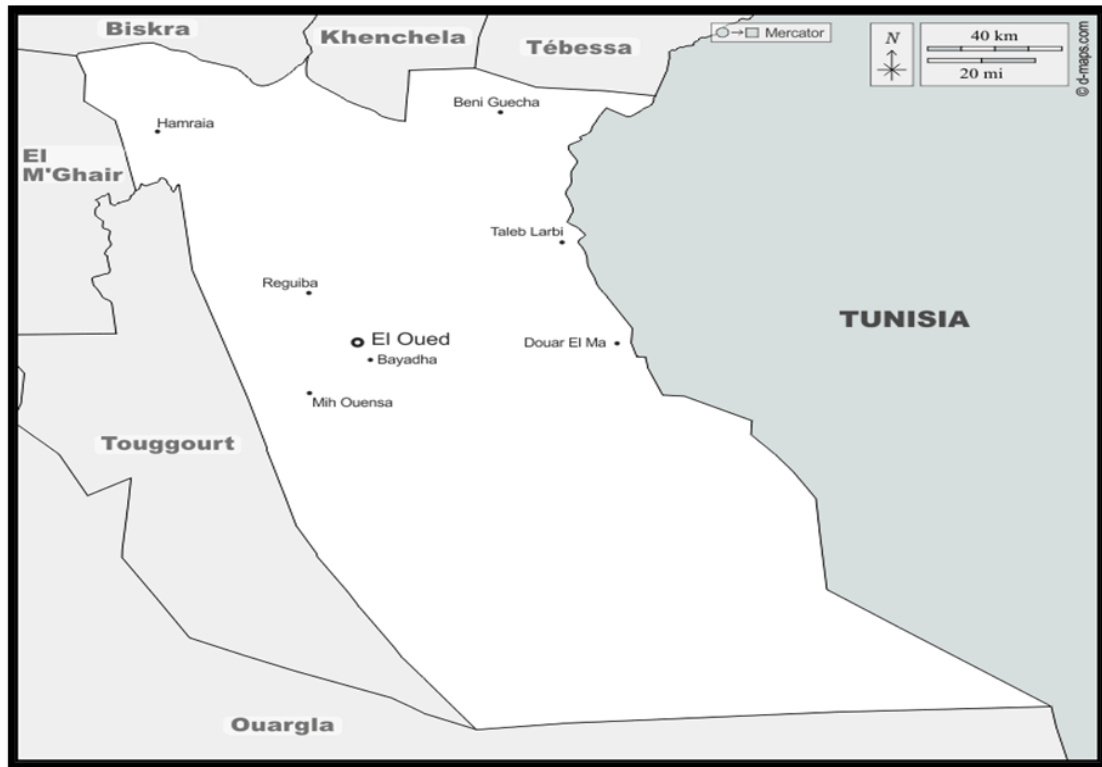 Biskra
Khenchela
Tébessa
Mercator
N
40 km
20 mi
© d-maps.com
Beni Guecha
Hamraia
El
M'Ghair
Taleb Larbi
Reguiba
TUNISIA
El Oued
Douar El Ma
Bayadha
Mih Ouensa
Touggourt
Ouargla